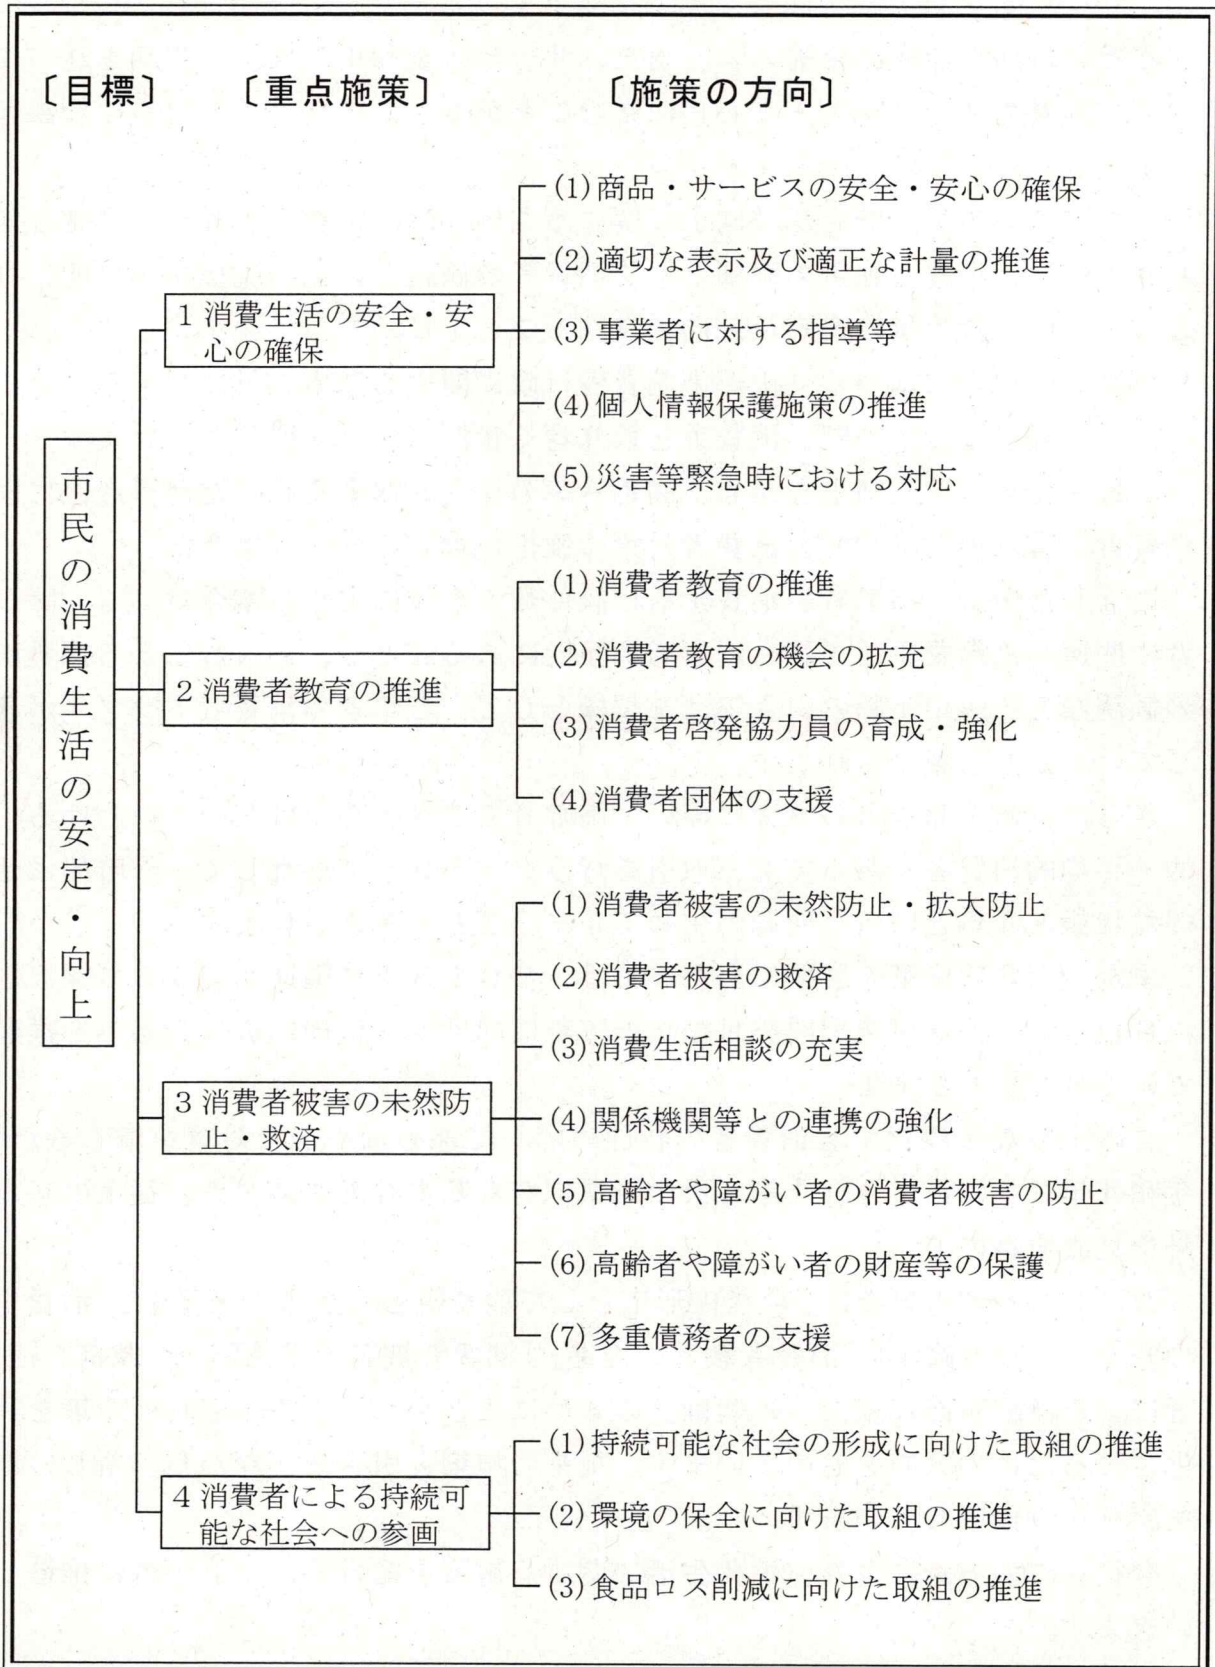 〔目標〕 〔重点施策〕 〔施策の方向〕
市民の消費生活の安定・向上
1 消費生活の安全・安
心の確保
(1) 商品・サービスの安全・安心の確保
(2) 適切な表示及び適正な計量の推進
(3) 事業者に対する指導等
(4) 個人情報保護施策の推進
(5) 災害等緊急時における対応
2 消費者教育の推進
(1) 消費者教育の推進
(2) 消費者教育の機会の拡充
(3) 消費者啓発協力員の育成・強化
(4) 消費者団体の支援
3 消費者被害の未然防
止・救済
(1) 消費者被害の未然防止・拡大防止
(2) 消費者被害の救済
(3) 消費生活相談の充実
(4) 関係機関等との連携の強化
(5) 高齢者や障がい者の消費者被害の防止
(6) 高齢者や障がい者の財産等の保護
(7) 多重債務者の支援
4 消費者による持続可
能な社会への参画
(1) 持続可能な社会の形成に向けた取組の推進
(2) 環境の保全に向けた取組の推進
(3) 食品ロス削減に向けた取組の推進